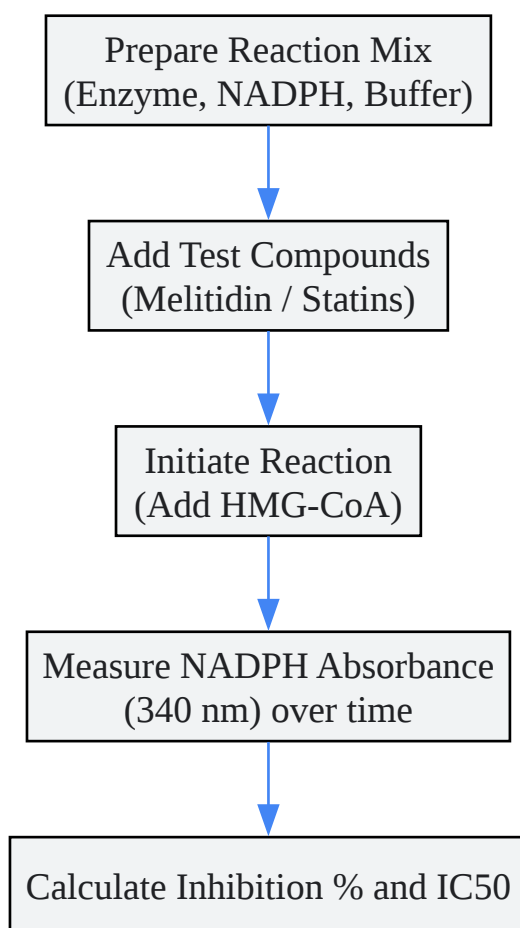 Prepare Reaction Mix
(Enzyme, NADPH, Buffer)
Add Test Compounds
(Melitidin / Statins)
Initiate Reaction
(Add HMG-CoA)
Measure NADPH Absorbance
(340 nm) over time
Calculate Inhibition % and IC50